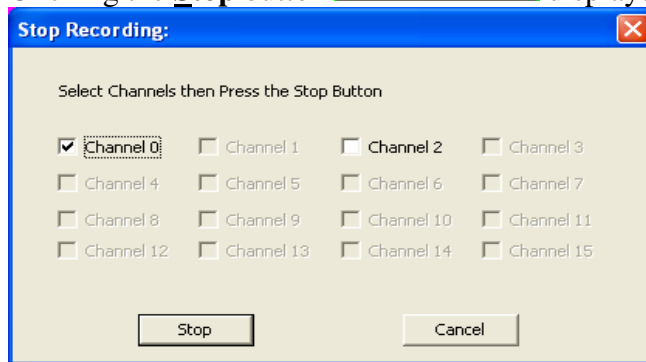 Stop Recording:
Select Channels then Press the Stop Button
Channel 0 Channel 1 Channel 2 Channel 3
Channel 4 Channel 5 Channel 6 Channel 7
Channel 8 Channel 9 Channel 10 Channel 11
Channel 12 Channel 13 Channel 14 Channel 15
Stop Cancel